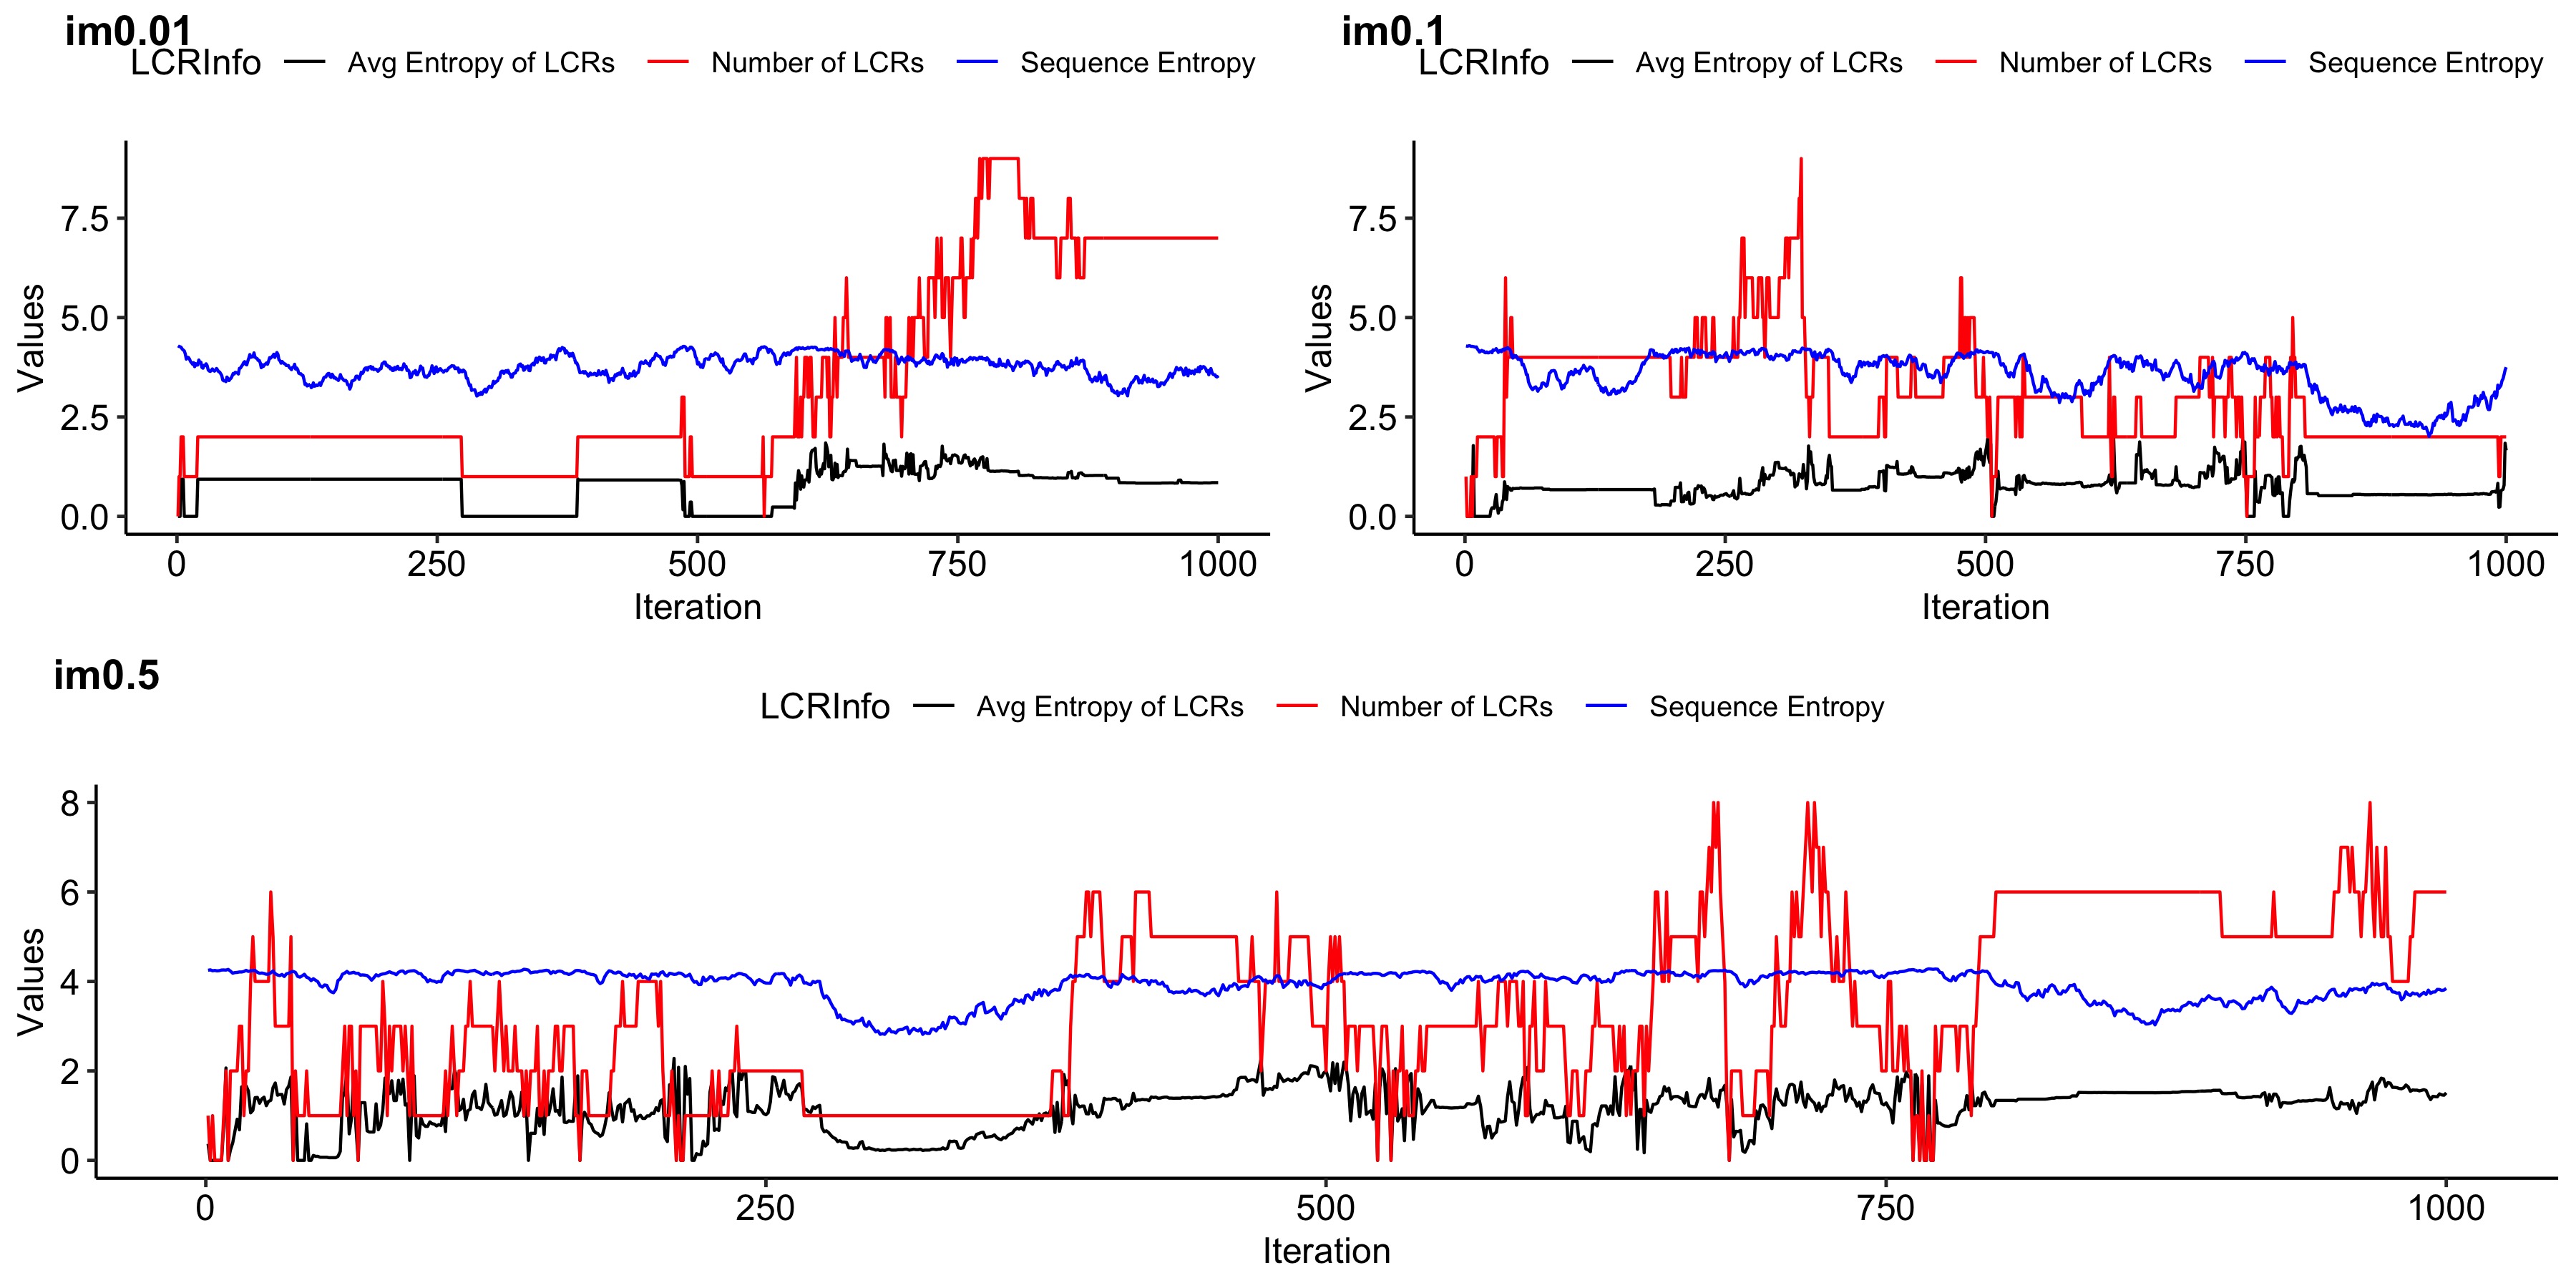 im0.01
LCRInfo Avg Entropy of LCRs Number of LCRs Sequence Entropy
Values
7.5
5.0
2.5
0.0
0 250 500 750 1000
Iteration
im0.1
LCRInfo Avg Entropy of LCRs Number of LCRs Sequence Entropy
Values
7.5
5.0
2.5
0.0
0 250 500 750 1000
Iteration
im0.5
LCRInfo Avg Entropy of LCRs Number of LCRs Sequence Entropy
Values
8
6
4
2
0
0 250 500 750 1000
Iteration